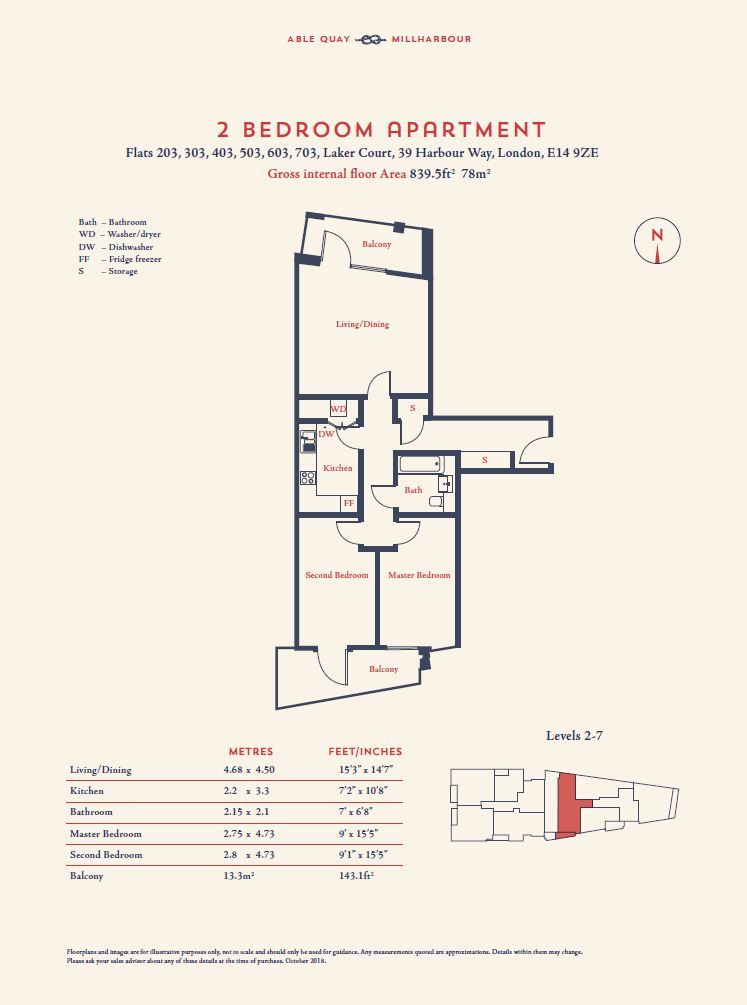 ABLE QUAY MILLHARBOUR
2 BEDROOM APARTMENT
Flats 203, 303, 403, 503, 603, 703, Laker Court, 39 Harbour Way, London, E14 9ZE
Gross internal floor Area 839.5ft² 78m²
Bath – Bathroom
WD – Washer/dryer
DW – Dishwasher
FF – Fridge freezer
S – Storage
N
Balcony
Living/Dining
WD
S
DW
Kitchen
S
Bath
FF
Second Bedroom
Master Bedroom
Balcony
Levels 2-7
METRES FEET/INCHES
Living/Dining 4.68 x 4.50 15'3" x 14'7"
Kitchen 2.2 x 3.3 7'2" x 10'8"
Bathroom 2.15 x 2.1 7' x 6'8"
Master Bedroom 2.75 x 4.73 9' x 15'5"
Second Bedroom 2.8 x 4.73 9'1" x 15'5"
Balcony 13.3m² 143.1ft²
Floorplans and images are for illustrative purposes only, not to scale and should only be used for guidance. Any measurements quoted are approximations. Details within them may change.
Please ask your sales advisor about any of these details at the time of purchase. October 2018.